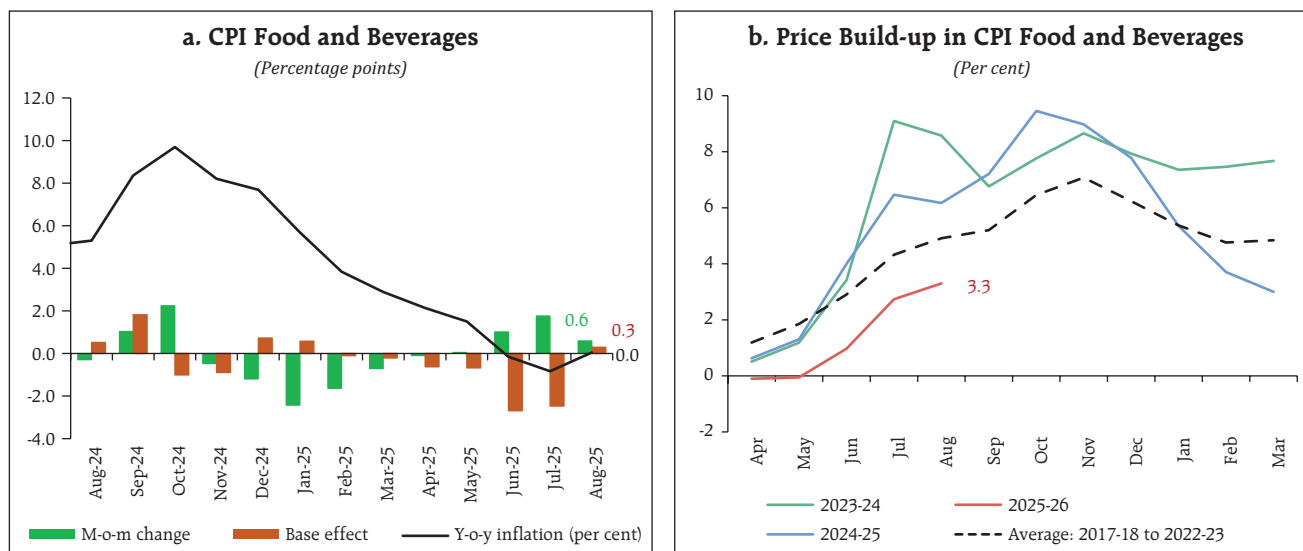 a. CPI Food and Beverages
(Percentage points)
12.0
10.0
8.0
6.0
4.0
2.0
0.0
-2.0
-4.0
0.6
0.3
0.0
Aug-24
Sep-24
Oct-24
Nov-24
Dec-24
Jan-25
Feb-25
Mar-25
Apr-25
May-25
Jun-25
Jul-25
Aug-25
M-o-m change
Base effect
Y-o-y inflation (per cent)
b. Price Build-up in CPI Food and Beverages
(Per cent)
10
8
6
4
2
0
-2
3.3
Apr
May
Jun
Jul
Aug
Sep
Oct
Nov
Dec
Jan
Feb
Mar
2023-24
2025-26
2024-25
Average: 2017-18 to 2022-23